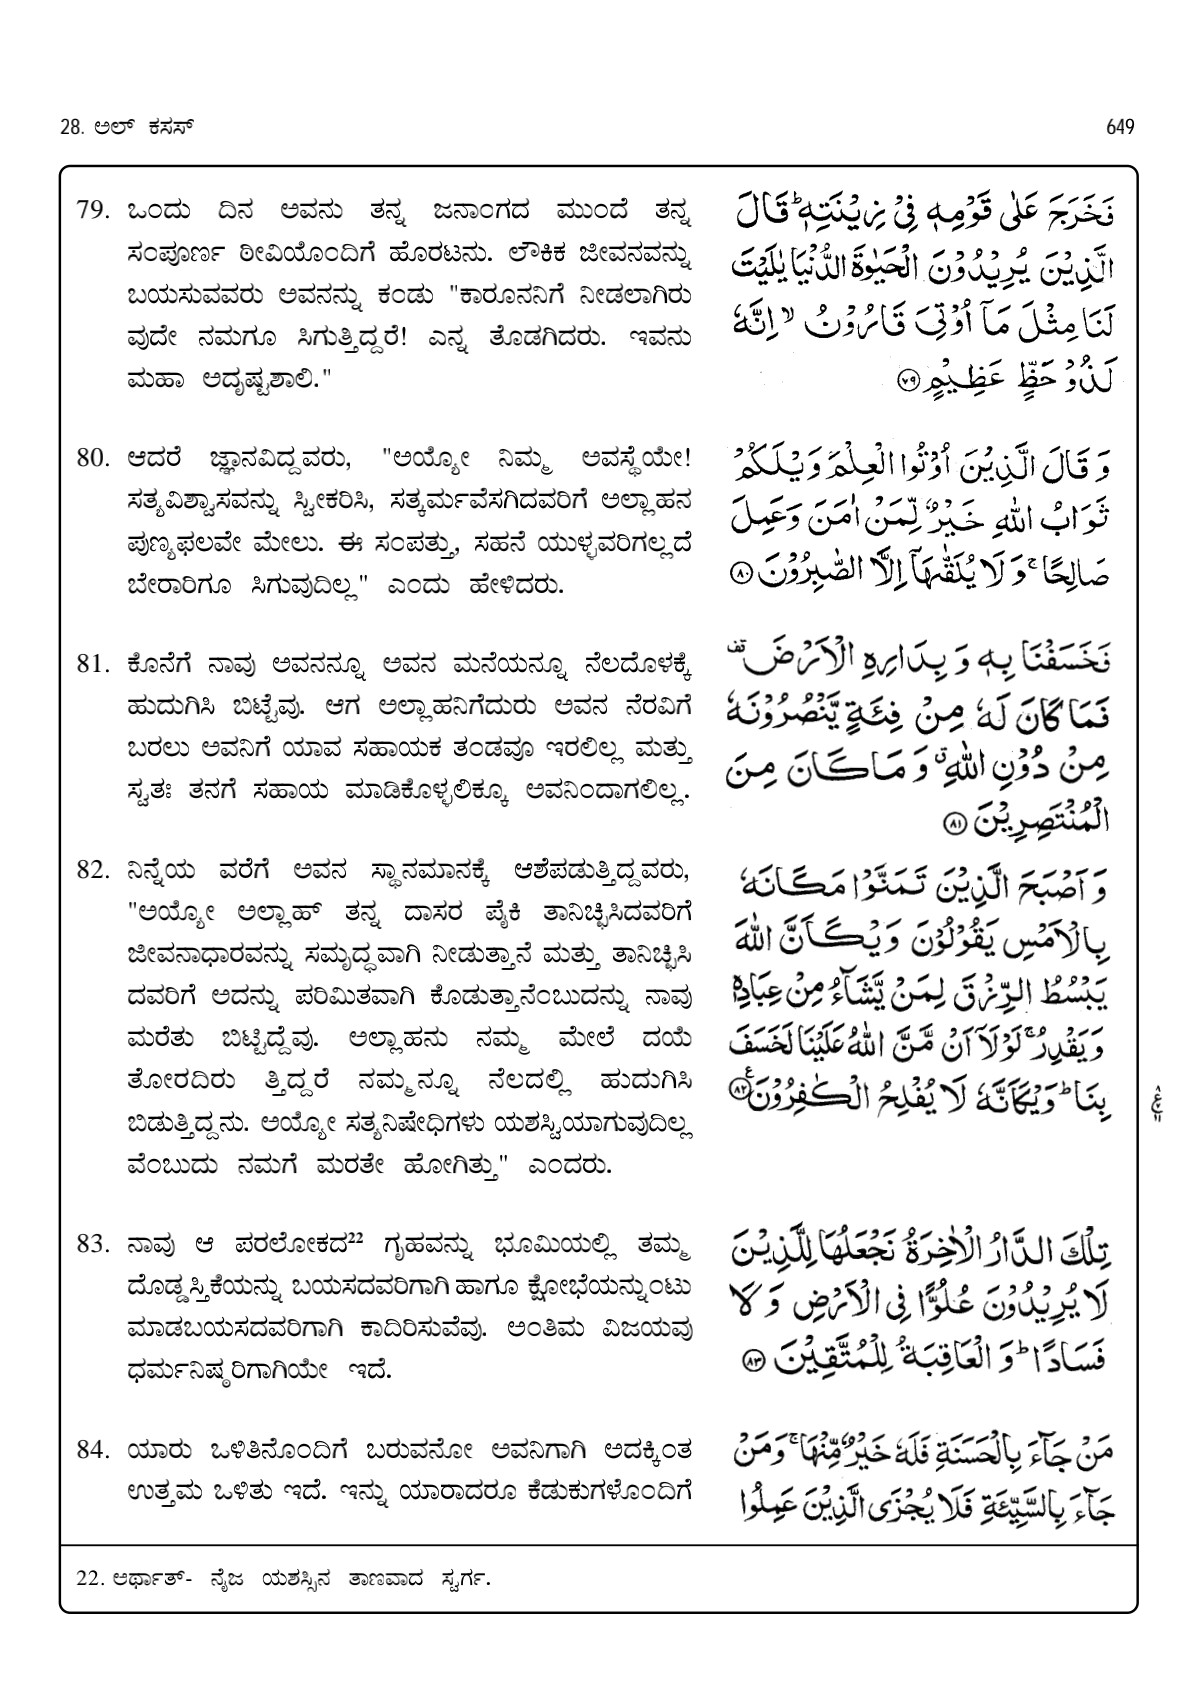 28. ಅಲ್ ಕಸಸ್ 649
79. ಒಂದು ದಿನ ಅವನು ತನ್ನ ಜನಾಂಗದ ಮುಂದೆ ತನ್ನ
ಸಂಪೂರ್ಣ ಠೀವಿಯೊಂದಿಗೆ ಹೊರಟನು. ಲೌಕಿಕ ಜೀವನವನ್ನು
ಬಯಸುವವರು ಅವನನ್ನು ಕಂಡು "ಕಾರೂನನಿಗೆ ನೀಡಲಾಗಿರು
ವುದೇ ನಮಗೂ ಸಿಗುತ್ತಿದ್ದರೆ! ಎನ್ನ ತೊಡಗಿದರು. ಇವನು
ಮಹಾ ಅದೃಷ್ಟಶಾಲಿ."
فَخَرَجَ عَلٰى قَوْمِهٖ فِيْ زِيْنَتِهٖ ؕ قَالَ
الَّذِيْنَ يُرِيْدُوْنَ الْحَيٰوةَ الدُّنْيَا يٰلَيْتَ
لَنَا مِثْلَ مَاۤ اُوْتِيَ قَارُوْنُ ۙ اِنَّهٗ
لَذُوْ حَظٍّ عَظِيْمٍ ﴿۷۹﴾
80. ಆದರೆ ಜ್ಞಾನವಿದ್ದವರು, "ಅಯ್ಯೋ ನಿಮ್ಮ ಅವಸ್ಥೆಯೇ!
ಸತ್ಯವಿಶ್ವಾಸವನ್ನು ಸ್ವೀಕರಿಸಿ, ಸತ್ಕರ್ಮವೆಸಗಿದವರಿಗೆ ಅಲ್ಲಾಹನ
ಪುಣ್ಯಫಲವೇ ಮೇಲು. ಈ ಸಂಪತ್ತು, ಸಹನೆ ಯುಳ್ಳವರಿಗಲ್ಲದೆ
ಬೇರಾರಿಗೂ ಸಿಗುವುದಿಲ್ಲ" ಎಂದು ಹೇಳಿದರು.
وَ قَالَ الَّذِيْنَ اُوْتُوا الْعِلْمَ وَيْلَكُمْ
ثَوَابُ اللّٰهِ خَيْرٌ لِّمَنْ اٰمَنَ وَعَمِلَ
صَالِحًا ۚ وَ لَا يُلَقّٰهَاۤ اِلَّا الصّٰبِرُوْنَ ﴿۸۰﴾
81. ಕೊನೆಗೆ ನಾವು ಅವನನ್ನೂ ಅವನ ಮನೆಯನ್ನೂ ನೆಲದೊಳಕ್ಕೆ
ಹುದುಗಿಸಿ ಬಿಟ್ಟೆವು. ಆಗ ಅಲ್ಲಾಹನಿಗೆದುರು ಅವನ ನೆರವಿಗೆ
ಬರಲು ಅವನಿಗೆ ಯಾವ ಸಹಾಯಕ ತಂಡವೂ ಇರಲಿಲ್ಲ ಮತ್ತು
ಸ್ವತಃ ತನಗೆ ಸಹಾಯ ಮಾಡಿಕೊಳ್ಳಲಿಕ್ಕೂ ಅವನಿಂದಾಗಲಿಲ್ಲ.
فَخَسَفْنَا بِهٖ وَ بِدَارِهِ الْاَرْضَ ۟
فَمَا كَانَ لَهٗ مِنْ فِئَةٍ يَّنْصُرُوْنَهٗ
مِنْ دُوْنِ اللّٰهِ ۗ وَ مَا كَانَ مِنَ
الْمُنْتَصِرِيْنَ ﴿۸۱﴾
82. ನಿನ್ನೆಯ ವರೆಗೆ ಅವನ ಸ್ಥಾನಮಾನಕ್ಕೆ ಆಶೆಪಡುತ್ತಿದ್ದವರು,
"ಅಯ್ಯೋ ಅಲ್ಲಾಹ್ ತನ್ನ ದಾಸರ ಪೈಕಿ ತಾನಿಚ್ಛಿಸಿದವರಿಗೆ
ಜೀವನಾಧಾರವನ್ನು ಸಮೃದ್ಧವಾಗಿ ನೀಡುತ್ತಾನೆ ಮತ್ತು ತಾನಿಚ್ಛಿಸಿ
ದವರಿಗೆ ಅದನ್ನು ಪರಿಮಿತವಾಗಿ ಕೊಡುತ್ತಾನೆಂಬುದನ್ನು ನಾವು
ಮರೆತು ಬಿಟ್ಟಿದ್ದೆವು. ಅಲ್ಲಾಹನು ನಮ್ಮ ಮೇಲೆ ದಯೆ
ತೋರದಿರು ತ್ತಿದ್ದರೆ ನಮ್ಮನ್ನೂ ನೆಲದಲ್ಲಿ ಹುದುಗಿಸಿ
ಬಿಡುತ್ತಿದ್ದನು. ಅಯ್ಯೋ ಸತ್ಯನಿಷೇಧಿಗಳು ಯಶಸ್ವಿಯಾಗುವುದಿಲ್ಲ
ವೆಂಬುದು ನಮಗೆ ಮರತೇ ಹೋಗಿತ್ತು" ಎಂದರು.
وَ اَصْبَحَ الَّذِيْنَ تَمَنَّوْا مَكَانَهٗ
بِالْاَمْسِ يَقُوْلُوْنَ وَيْكَاَنَّ اللّٰهَ
يَبْسُطُ الرِّزْقَ لِمَنْ يَّشَآءُ مِنْ عِبَادِهٖ
وَيَقْدِرُ ۚ لَوْلَاۤ اَنْ مَّنَّ اللّٰهُ عَلَيْنَا لَخَسَفَ
بِنَا ؕ وَيْكَاَنَّهٗ لَا يُفْلِحُ الْكٰفِرُوْنَ ﴿۸۲﴾
83. ನಾವು ಆ ಪರಲೋಕದ²² ಗೃಹವನ್ನು ಭೂಮಿಯಲ್ಲಿ ತಮ್ಮ
ದೊಡ್ಡಸ್ತಿಕೆಯನ್ನು ಬಯಸದವರಿಗಾಗಿ ಹಾಗೂ ಕ್ಷೋಭೆಯನ್ನುಂಟು
ಮಾಡಬಯಸದವರಿಗಾಗಿ ಕಾದಿರಿಸುವೆವು. ಅಂತಿಮ ವಿಜಯವು
ಧರ್ಮನಿಷ್ಠರಿಗಾಗಿಯೇ ಇದೆ.
تِلْكَ الدَّارُ الْاٰخِرَةُ نَجْعَلُهَا لِلَّذِيْنَ
لَا يُرِيْدُوْنَ عُلُوًّا فِى الْاَرْضِ وَ لَا
فَسَادًا ؕ وَ الْعَاقِبَةُ لِلْمُتَّقِيْنَ ﴿۸۳﴾
84. ಯಾರು ಒಳಿತಿನೊಂದಿಗೆ ಬರುವನೋ ಅವನಿಗಾಗಿ ಅದಕ್ಕಿಂತ
ಉತ್ತಮ ಒಳಿತು ಇದೆ. ಇನ್ನು ಯಾರಾದರೂ ಕೆಡುಕುಗಳೊಂದಿಗೆ
مَنْ جَآءَ بِالْحَسَنَةِ فَلَهٗ خَيْرٌ مِّنْهَا ۚ وَمَنْ
جَآءَ بِالسَّيِّئَةِ فَلَا يُجْزَى الَّذِيْنَ عَمِلُوا
22. ಅರ್ಥಾತ್- ನೈಜ ಯಶಸ್ಸಿನ ತಾಣವಾದ ಸ್ವರ್ಗ.